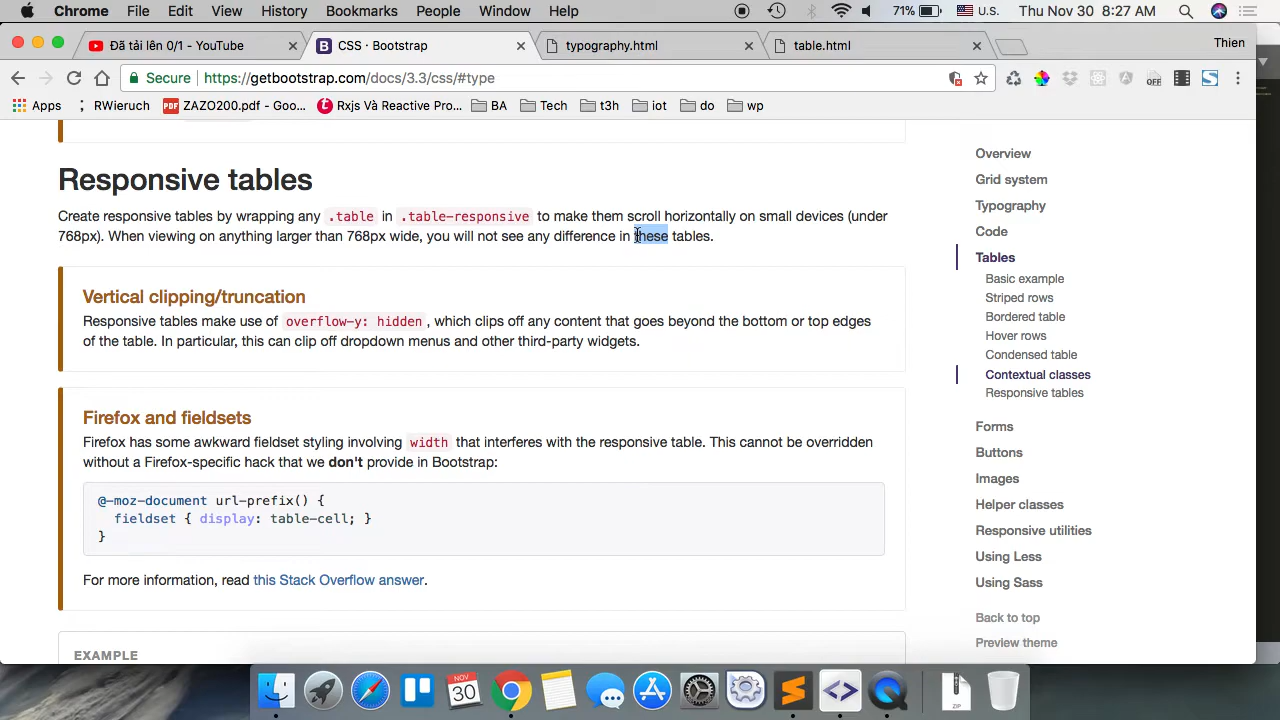 Chrome File Edit View History Bookmarks People Window Help 71% U.S. Thu Nov 30 8:27 AM
Đã tải lên 0/1 - YouTube CSS · Bootstrap typography.html table.html Thien
Secure https://getbootstrap.com/docs/3.3/css/#type OFF
Apps RWieruch PDF ZAZO200.pdf - Goo... Rxjs Và Reactive Pro... BA Tech t3h iot do wp
Responsive tables
Create responsive tables by wrapping any .table in .table-responsive to make them scroll horizontally on small devices (under
768px). When viewing on anything larger than 768px wide, you will not see any difference in these tables.
Vertical clipping/truncation
Responsive tables make use of overflow-y: hidden, which clips off any content that goes beyond the bottom or top edges
of the table. In particular, this can clip off dropdown menus and other third-party widgets.
Firefox and fieldsets
Firefox has some awkward fieldset styling involving width that interferes with the responsive table. This cannot be overridden
without a Firefox-specific hack that we don't provide in Bootstrap:
@-moz-document url-prefix() {
fieldset { display: table-cell; }
}
For more information, read this Stack Overflow answer.
EXAMPLE
Overview
Grid system
Typography
Code
Tables
Basic example
Striped rows
Bordered table
Hover rows
Condensed table
Contextual classes
Responsive tables
Forms
Buttons
Images
Helper classes
Responsive utilities
Using Less
Using Sass
Back to top
Preview theme
NOV
30
ZIP